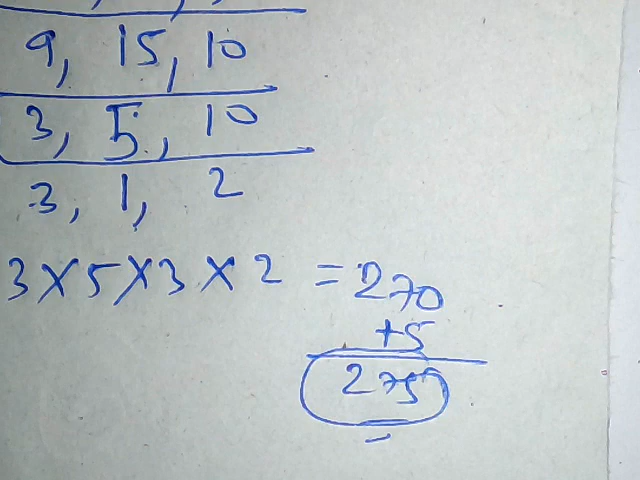 9, 15, 10
3, 5, 10
3, 1, 2
3×5×3×2 = 270
+5
275